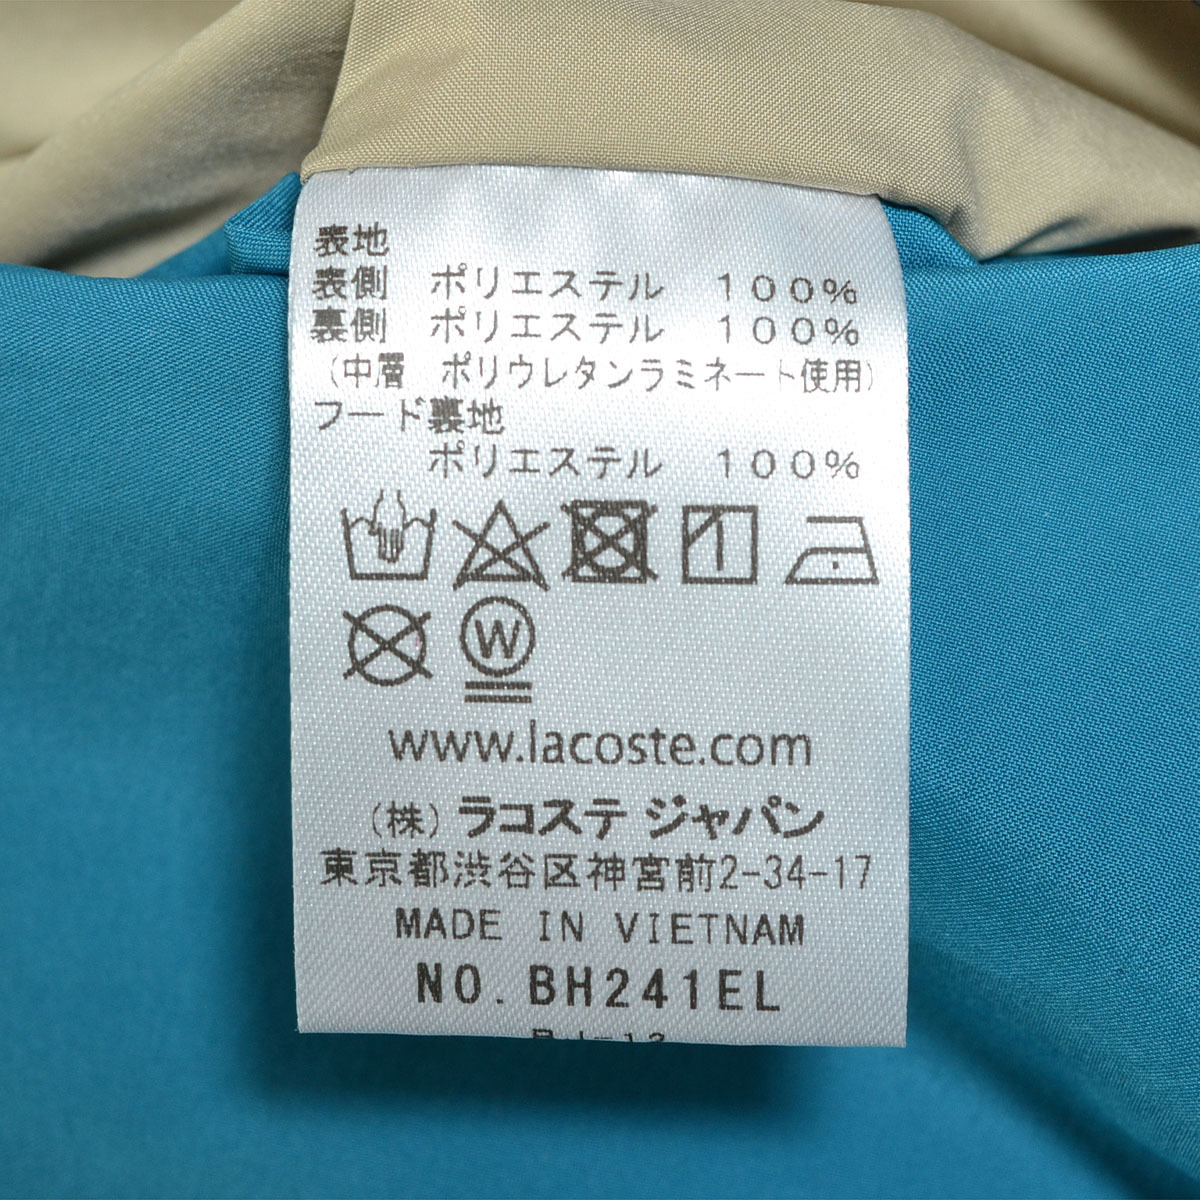 表地
表側　ポリエステル　１００％
裏側　ポリエステル　１００％
（中層　ポリウレタンラミネート使用）
フード裏地
ポリエステル　１００％
W
www.lacoste.com
（株）ラコステ ジャパン
東京都渋谷区神宮前2-34-17
MADE IN VIETNAM
NO. BH241EL